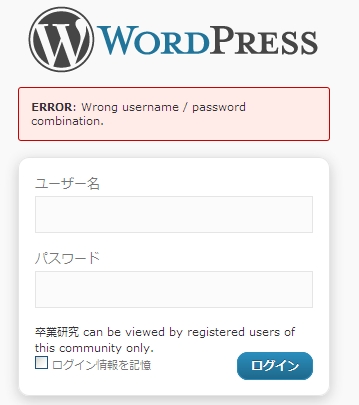 WORDPRESS
ERROR: Wrong username / password
combination.
ユーザー名
パスワード
卒業研究 can be viewed by registered users of
this community only.
ログイン情報を記憶
ログイン